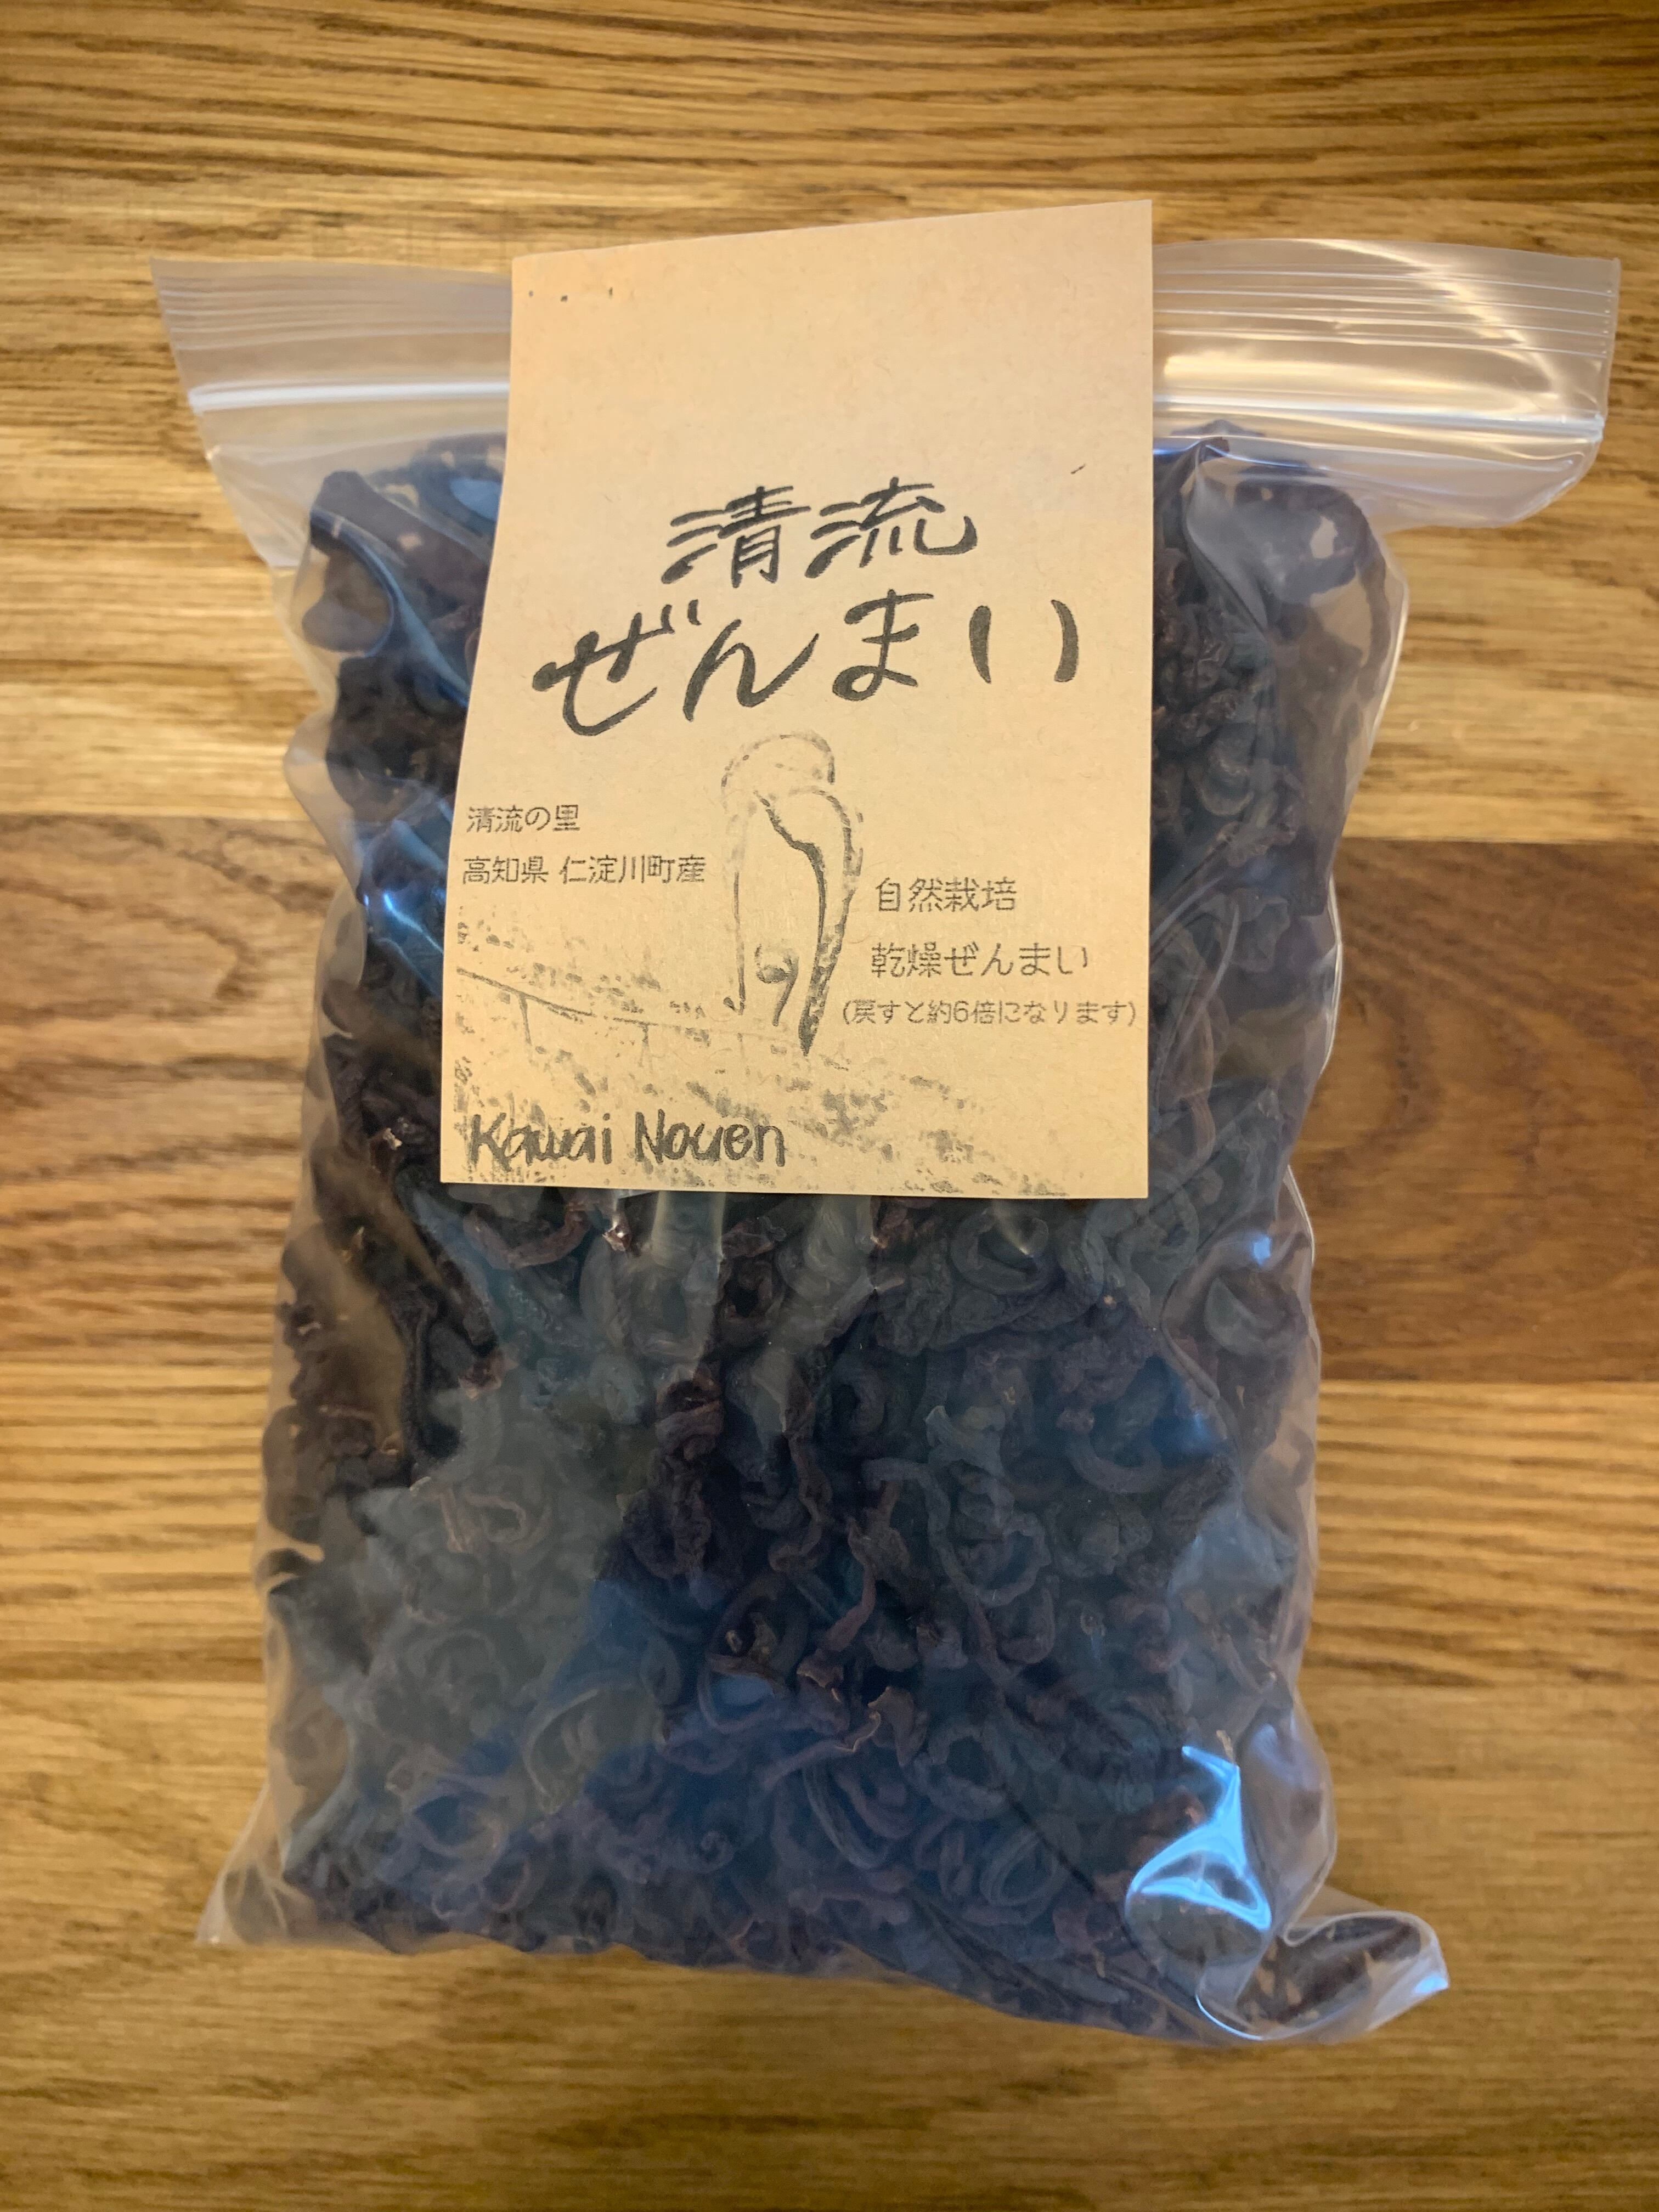 清流
ぜんまい
清流の里
高知県 仁淀川町産
自然栽培
乾燥ぜんまい
(戻すと約6倍になります)
Kawai Nouen